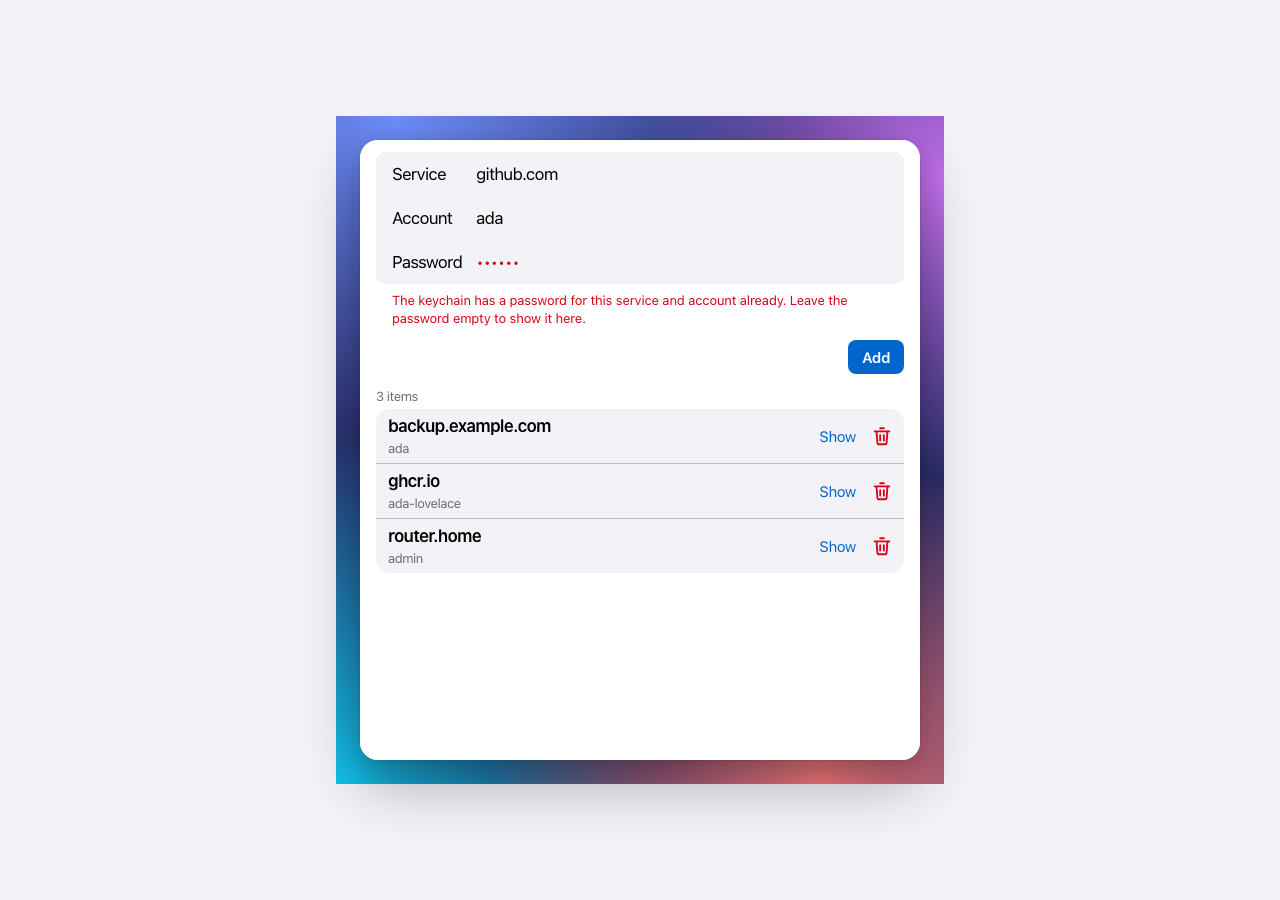 Service github.com
Account ada
Password ••••••
The keychain has a password for this service and account already. Leave the
password empty to show it here.
Add
3 items
backup.example.com
ada
Show
ghcr.io
ada-lovelace
Show
router.home
admin
Show